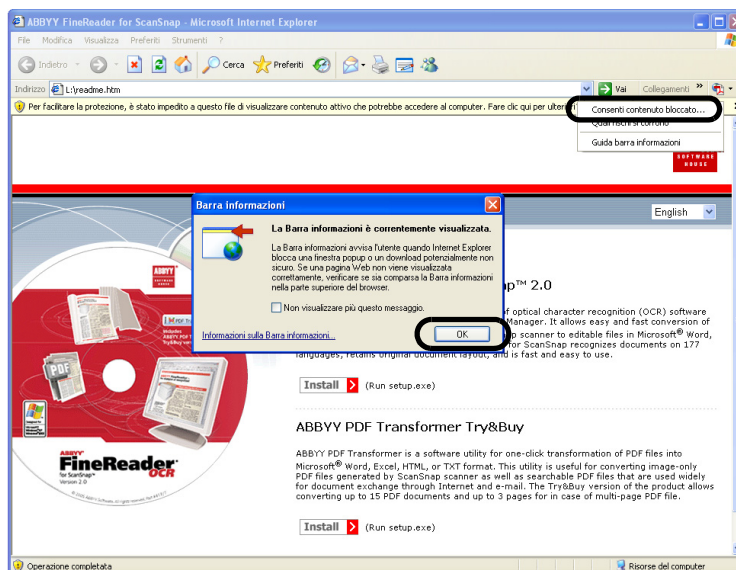 ABBYY FineReader for ScanSnap - Microsoft Internet Explorer
File Modifica Visualizza Preferiti Strumenti ?
Indietro Cerca Preferiti
Indirizzo L:\readme.htm Vai Collegamenti »
Per facilitare la protezione, è stato impedito a questo file di visualizzare contenuto attivo che potrebbe accedere al computer. Fare clic qui per ulteri
Consenti contenuto bloccato...
Quali rischi si corrono
Guida barra informazioni
SOFTWARE
HOUSE
English
Barra informazioni
La Barra informazioni è correntemente visualizzata.
La Barra informazioni avvisa l'utente quando Internet Explorer
blocca una finestra popup o un download potenzialmente non
sicuro. Se una pagina Web non viene visualizzata
correttamente, verificare se sia comparsa la Barra informazioni
nella parte superiore del browser.
Non visualizzare più questo messaggio.
Informazioni sulla Barra informazioni...
OK
ap™ 2.0
of optical character recognition (OCR) software
Manager. It allows easy and fast conversion of
p scanner to editable files in Microsoft® Word,
for ScanSnap recognizes documents on 177
languages, retains original document layout, and is fast and easy to use.
Install (Run setup.exe)
ABBYY PDF Transformer Try&Buy
ABBYY PDF Transformer is a software utility for one-click transformation of PDF files into
Microsoft® Word, Excel, HTML, or TXT format. This utility is useful for converting image-only
PDF files generated by ScanSnap scanner as well as searchable PDF files that are used widely
for document exchange through Internet and e-mail. The Try&Buy version of the product allows
converting up to 15 PDF documents and up to 3 pages for in case of multi-page PDF file.
Install (Run setup.exe)
ABBYY
PDF
ABBYY
FineReader
OCR
for ScanSnap
Version 2.0
Operazione completata
Risorse del computer